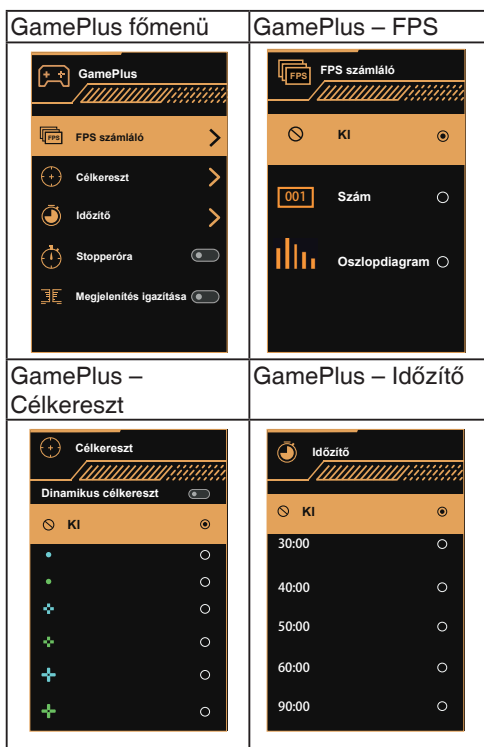 GamePlus főmenü
GamePlus
FPS
FPS számláló
Célkereszt
Időzítő
Stopperóra
Megjelenítés igazítása
GamePlus – FPS
FPS
FPS számláló
KI
001
Szám
Oszlopdiagram
GamePlus –
Célkereszt
Célkereszt
Dinamikus célkereszt
KI
GamePlus – Időzítő
Időzítő
KI
30:00
40:00
50:00
60:00
90:00